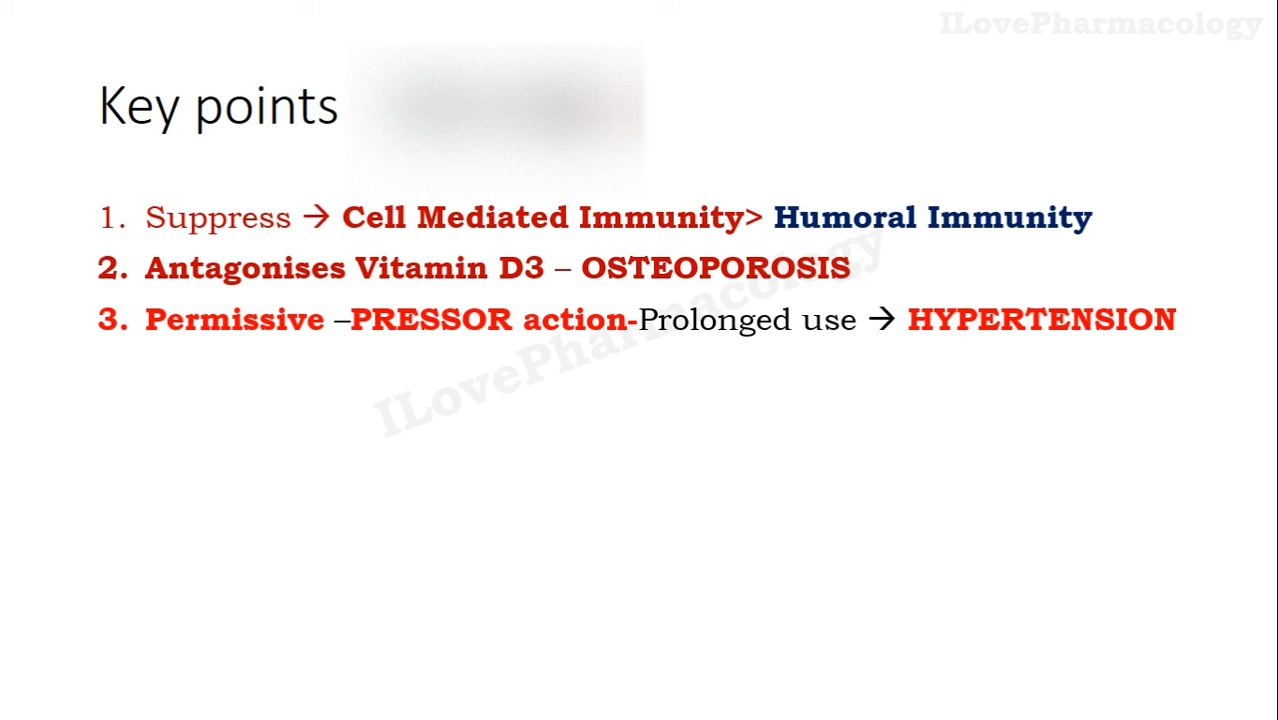 ILovePharmacology
Key points
1. Suppress → Cell Mediated Immunity> Humoral Immunity
2. Antagonises Vitamin D3 – OSTEOPOROSIS
3. Permissive –PRESSOR action-Prolonged use → HYPERTENSION
ILovePharmacology